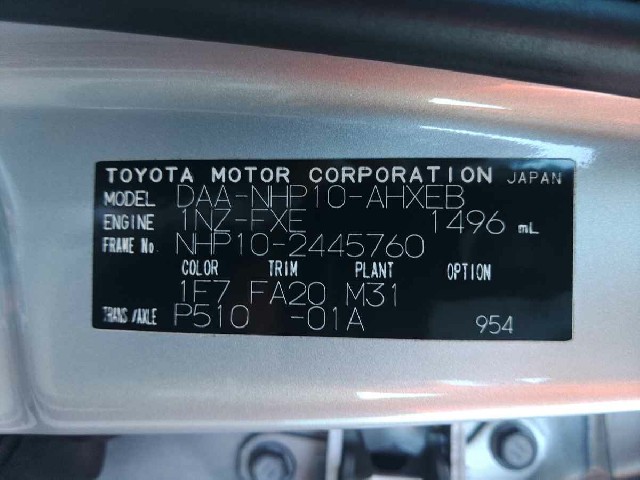 TOYOTA MOTOR CORPORATION JAPAN
MODEL DAA-NHP10-AHXEB
ENGINE 1NZ-FXE 1496 mL
FRAME No. NHP10-2445760
COLOR TRIM PLANT OPTION
1F7 FA20 M31
TRANS/AXLE P510 -01A 954